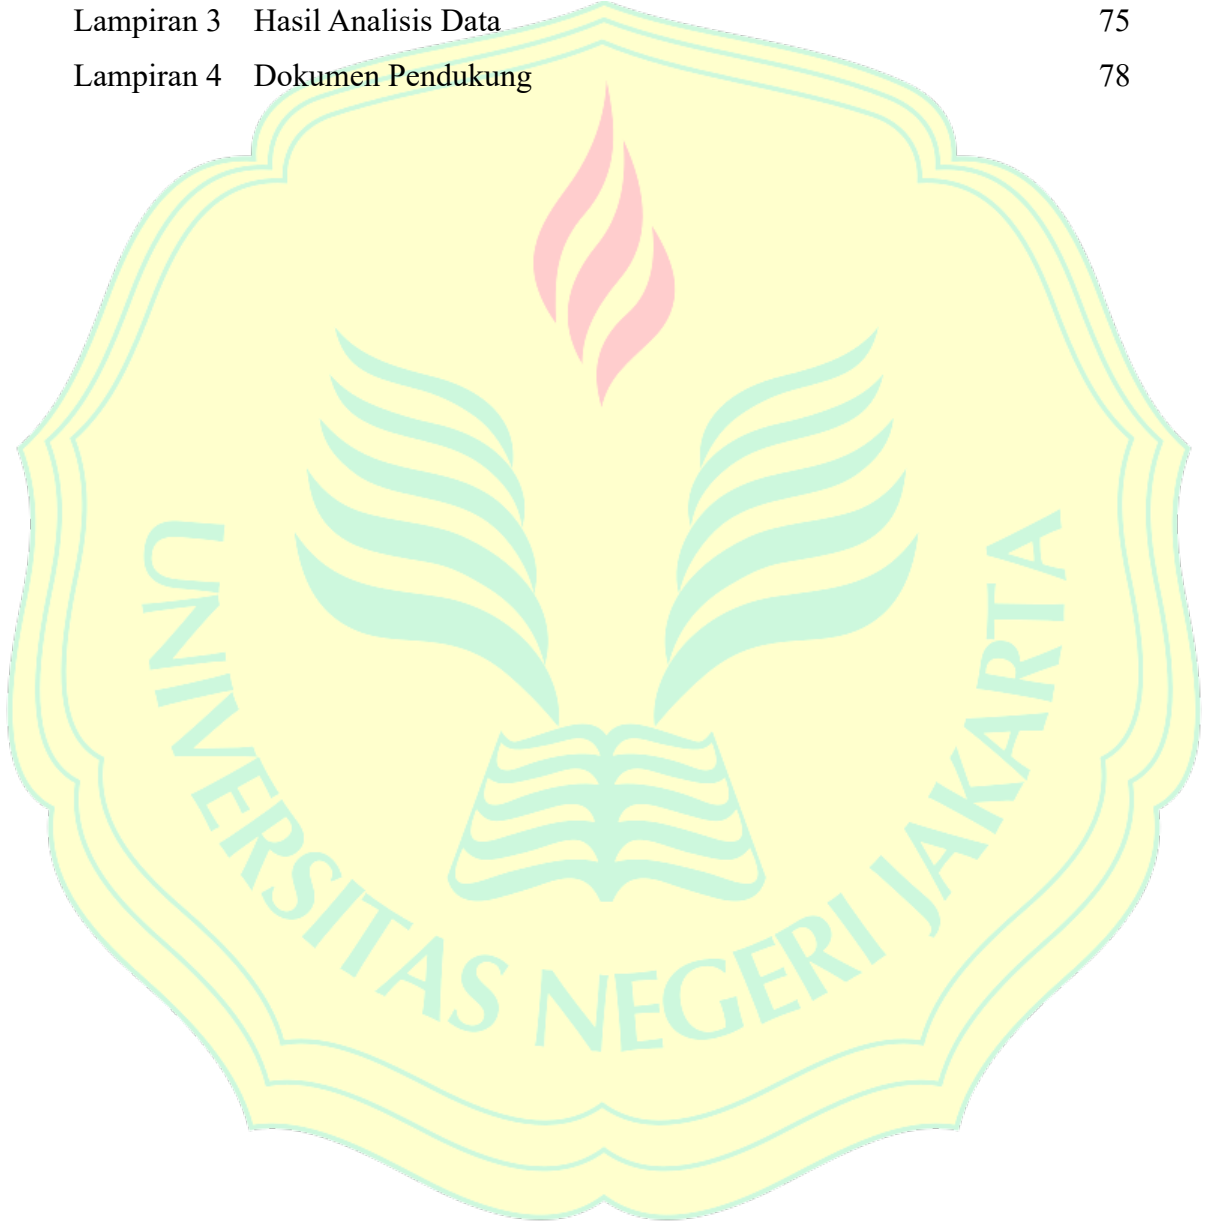 Lampiran 3 Hasil Analisis Data 75
Lampiran 4 Dokumen Pendukung 78
UNIVERSITAS NEGERI JAKARTA